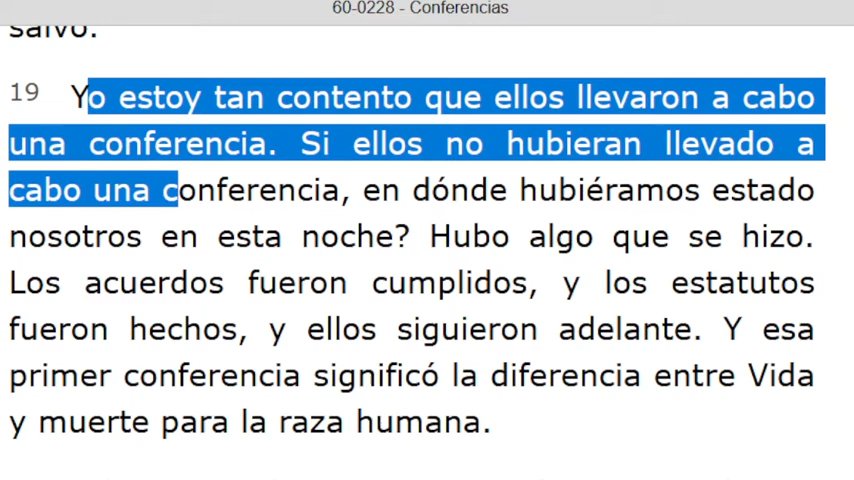 60-0228 - Conferencias
salvo.
19 Yo estoy tan contento que ellos llevaron a cabo
una conferencia. Si ellos no hubieran llevado a
cabo una conferencia, en dónde hubiéramos estado
nosotros en esta noche? Hubo algo que se hizo.
Los acuerdos fueron cumplidos, y los estatutos
fueron hechos, y ellos siguieron adelante. Y esa
primer conferencia significó la diferencia entre Vida
y muerte para la raza humana.